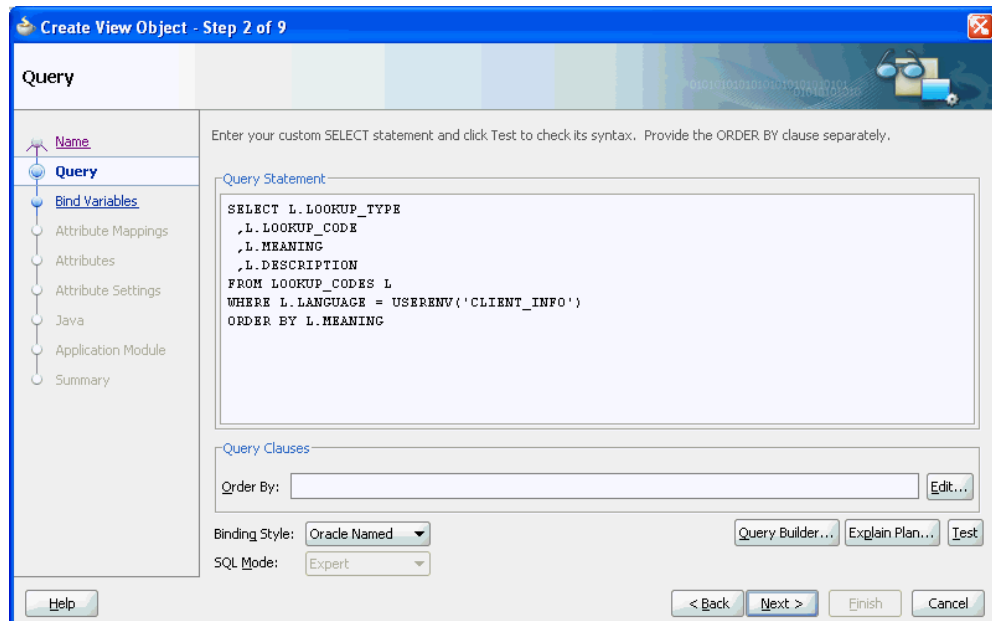 Create View Object - Step 2 of 9
Query
Name
Query
Bind Variables
Attribute Mappings
Attributes
Attribute Settings
Java
Application Module
Summary
Enter your custom SELECT statement and click Test to check its syntax. Provide the ORDER BY clause separately.
Query Statement
SELECT L.LOOKUP_TYPE
,L.LOOKUP_CODE
,L.MEANING
,L.DESCRIPTION
FROM LOOKUP_CODES L
WHERE L.LANGUAGE = USERENV('CLIENT_INFO')
ORDER BY L.MEANING
Query Clauses
Order By:
Edit...
Binding Style: Oracle Named
Query Builder... Explain Plan... Test
SQL Mode: Expert
Help < Back Next > Finish Cancel